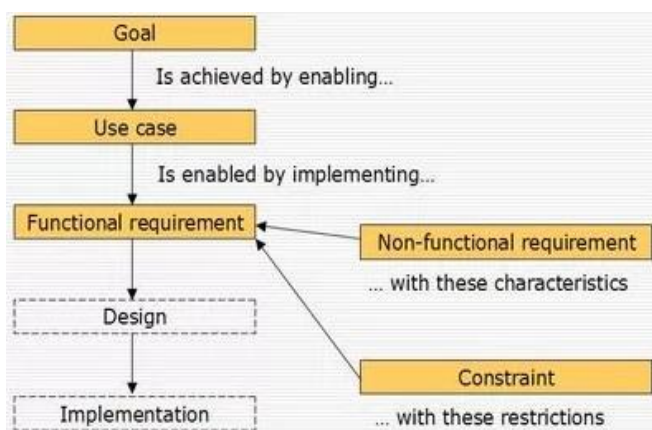 Goal
Is achieved by enabling...
Use case
Is enabled by implementing...
Functional requirement
Non-functional requirement
... with these characteristics
Design
Constraint
... with these restrictions
Implementation